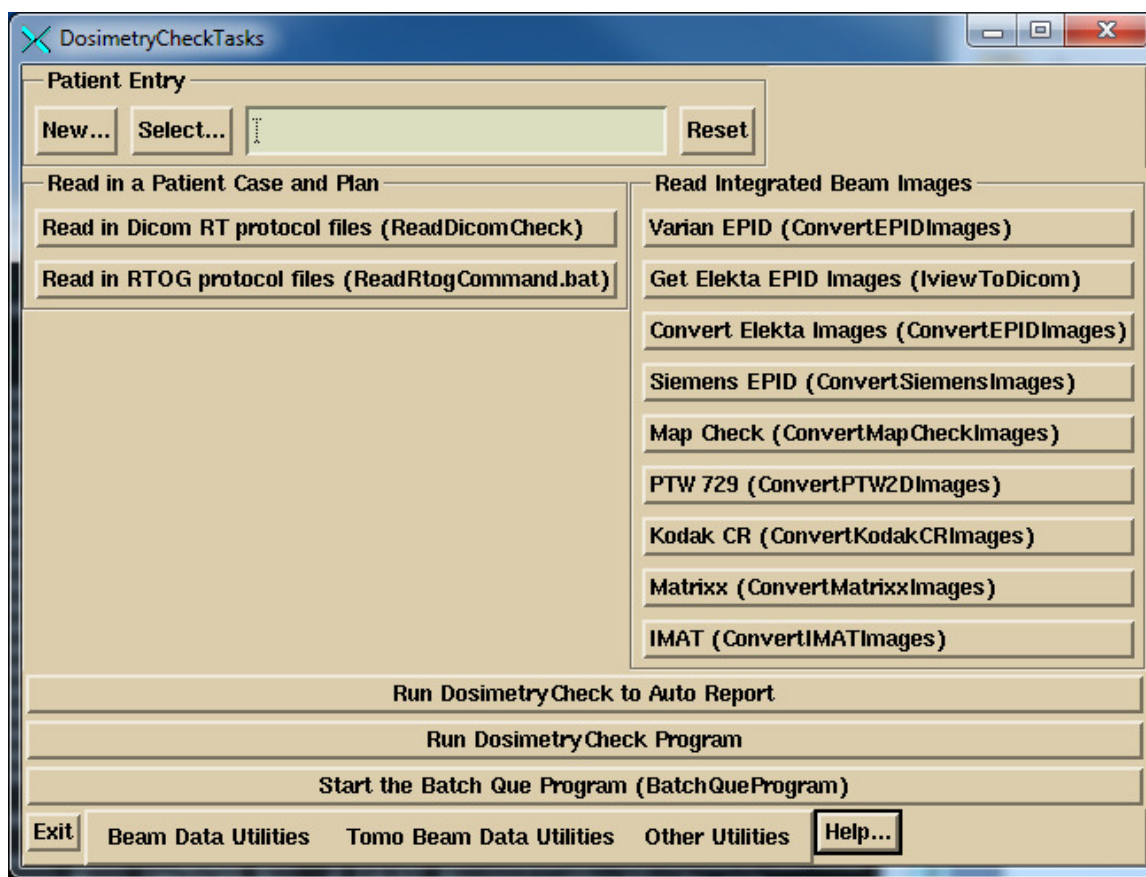 DosimetryCheckTasks
Patient Entry
New...
Select...
Reset
Read in a Patient Case and Plan
Read in Dicom RT protocol files (ReadDicomCheck)
Read in RTOG protocol files (ReadRtogCommand.bat)
Read Integrated Beam Images
Varian EPID (ConvertEPIDImages)
Get Elekta EPID Images (IviewToDicom)
Convert Elekta Images (ConvertEPIDImages)
Siemens EPID (ConvertSiemensImages)
Map Check (ConvertMapCheckImages)
PTW 729 (ConvertPTW2DImages)
Kodak CR (ConvertKodakCRImages)
Matrixx (ConvertMatrixxImages)
IMAT (ConvertIMATImages)
Run DosimetryCheck to Auto Report
Run DosimetryCheck Program
Start the Batch Que Program (BatchQueProgram)
Exit
Beam Data Utilities
Tomo Beam Data Utilities
Other Utilities
Help...